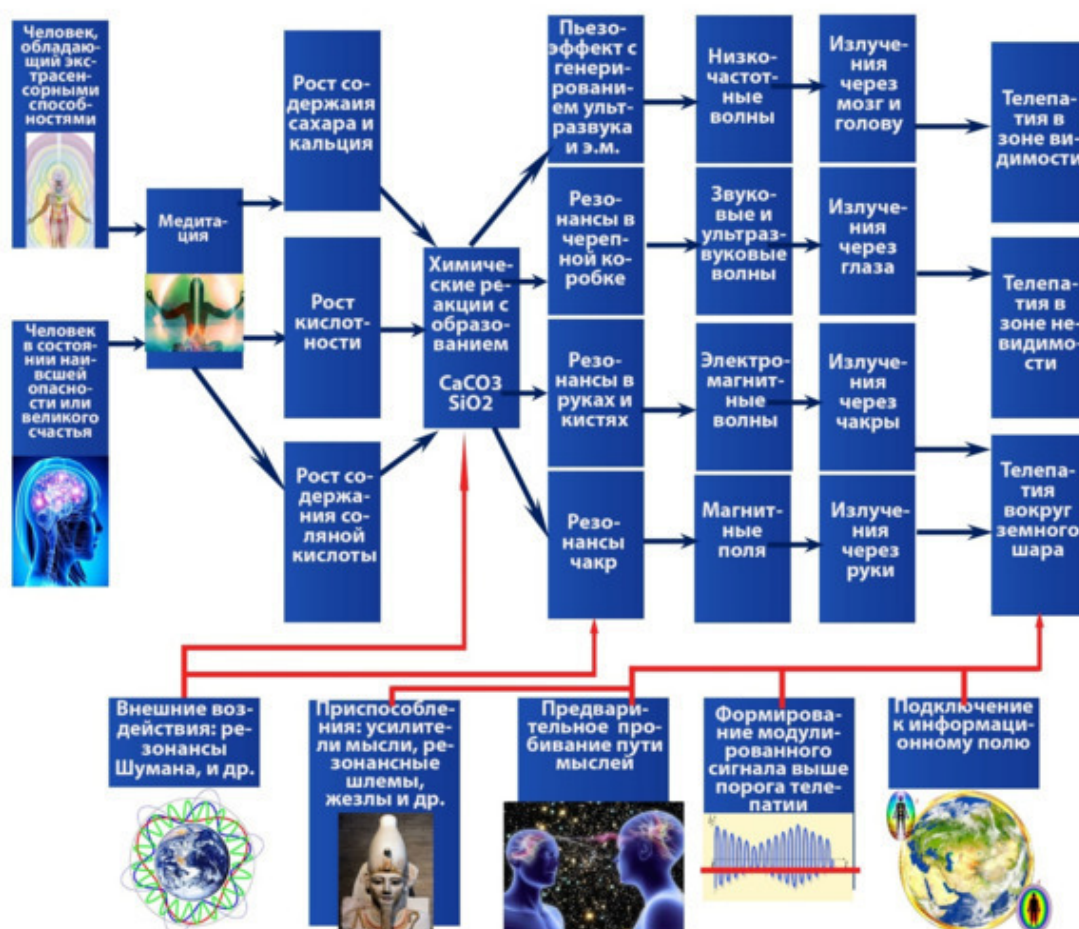 Человек,
обладаю-
щий экс-
трасен-
сорными
способ-
ностями
Человек
в состоя-
нии наи-
всшей
опасно-
сти или
великого
счастья
Медита-
ция
Рост со-
держаия
сахара и
кальция
Рост
кислот-
ности
Рост со-
держа-
ния со-
ляной
кислоты
Химиче-
ские ре-
акции с
образо-
ванием
CaCO3
SiO2
Пьезо-
эффект с
генери-
рование-
м ульт-
развука
и э.м.
Резо-
нансы в
череп-
ной ко-
робке
Резо-
нансы в
руках и
кистях
Резо-
нансы
чакр
Низко-
частот-
ные
волны
Звуко-
вые и
ультраз-
вуковые
волны
Электро-
магнит-
ные
волны
Магнит-
ные
поля
Излуче-
ния
через
мозг и
голову
Излуче-
ния
через
глаза
Излуче-
ния
через
чакры
Излуче-
ния
через
руки
Телепа-
тия в
зоне ви-
димости
Телепа-
тия в
зоне не-
видимо-
сти
Телепа-
тия
вокруг
земного
шара
Внешние воз-
действия: ре-
зонансы
Шумана, и др.
Приспособле-
ния: усилите-
ли мысли, ре-
зонансные
шлемы,
жезлы и др.
Предвари-
тельное про-
бивание пути
мыслей
Формирова-
ние модули-
рованного
сигнала выше
порога теле-
патии
Подключение
к информаци-
онному полю